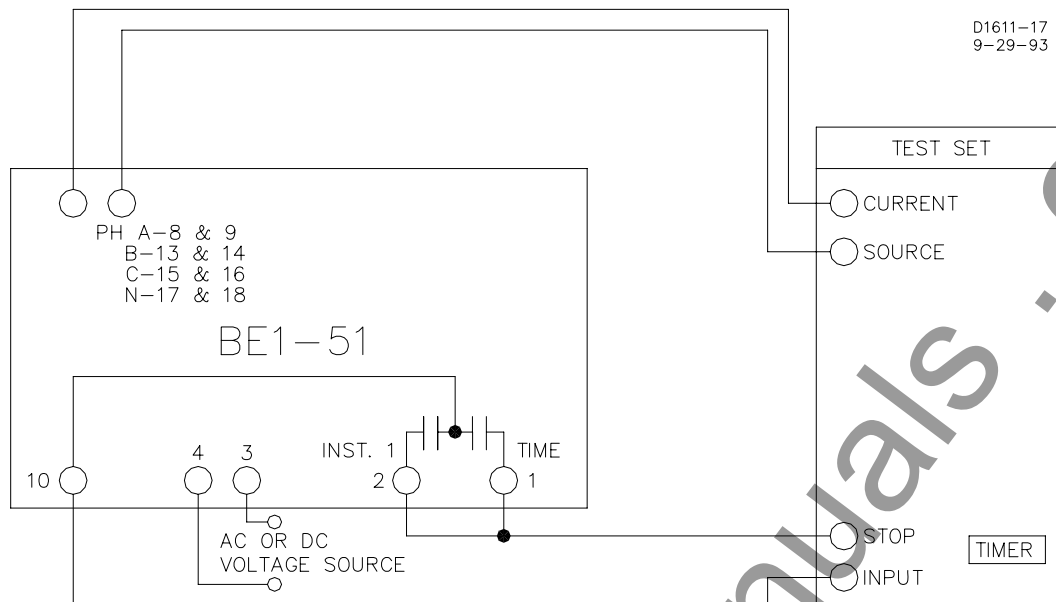 D1611-17
9-29-93
TEST SET
CURRENT
SOURCE
PH A-8 & 9
B-13 & 14
C-15 & 16
N-17 & 18
BE1-51
INST. 1
TIME
10
4
3
2
1
AC OR DC
VOLTAGE SOURCE
STOP
TIMER
INPUT
nuals .